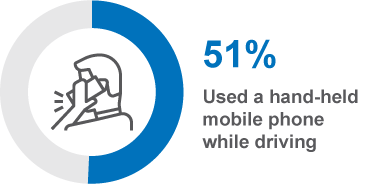 51%
Used a hand-held
mobile phone
while driving